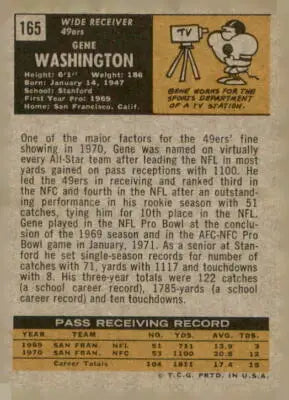 165
WIDE RECEIVER
49ers
GENE
WASHINGTON
Height: 6'1" Weight: 186
Born: January 14, 1947
School: Stanford
First Year Pro: 1969
Home: San Francisco, Calif.
TV
GENE WORKS FOR THE
SPORTS DEPARTMENT
OF A TV STATION.
One of the major factors for the 49ers' fine
showing in 1970, Gene was named on virtually
every All-Star team after leading the NFL in most
yards gained on pass receptions with 1100. He
led the 49ers in receiving and ranked third in
the NFC and fourth in the NFL after an outstand-
ing performance in his rookie season with 51
catches, tying him for 10th place in the NFL.
Gene played in the NFL Pro Bowl at the conclu-
sion of the 1969 season and in the AFC-NFC Pro
Bowl game in January, 1971. As a senior at Stan-
ford he set single-season records for number of
catches with 71, yards with 1117 and touchdowns
with 8. His three-year totals were 122 catches
(a school career record), 1785-yards (a school
career record) and ten touchdowns.
PASS RECEIVING RECORD
YEAR TEAM LEA. NO. YDS. AVG. TDS.
1969 SAN FRAN. NFL 51 711 13.9 3
1970 SAN FRAN. NFC 53 1100 20.8 12
Career Totals 104 1811 17.4 15
© T.C.G. PRTD. IN U.S.A.